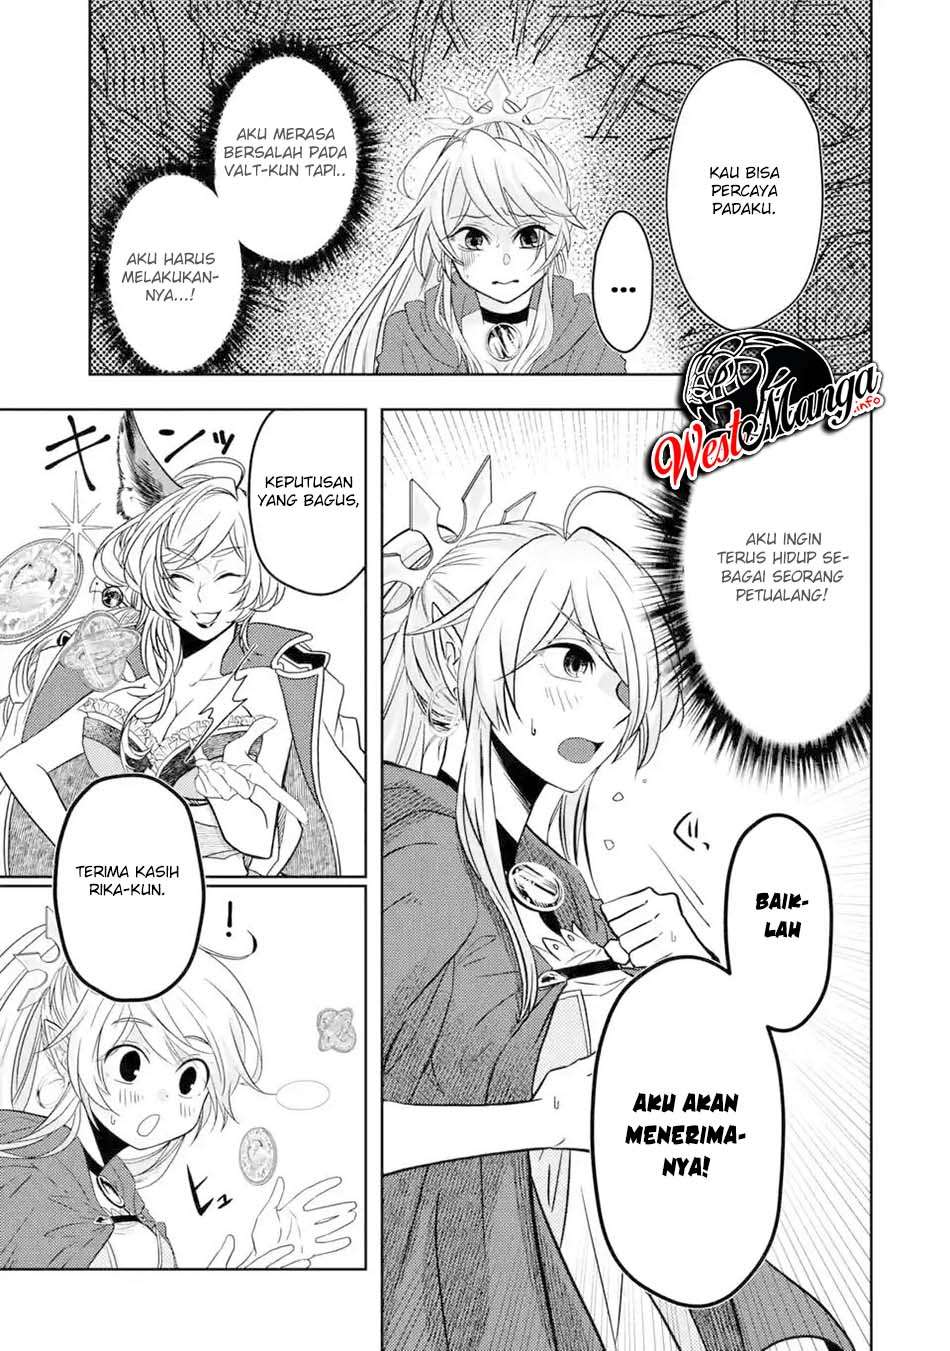 KAU BISA
PERCAYA
PADAKU.
...
AKU MERASA
BERSALAH PADA
VALT-KUN TAPI..
AKU HARUS
MELAKUKAN-
NYA...!
WestManga
.info
AKU INGIN
TERUS HIDUP SE-
BAGAI SEORANG
PETUALANG!
BAIK-
LAH
AKU AKAN
MENERIMA-
NYA!
KEPUTUSAN
YANG BAGUS,
キンッ
TERIMA KASIH
RIKA-KUN.
!
ヒュッ